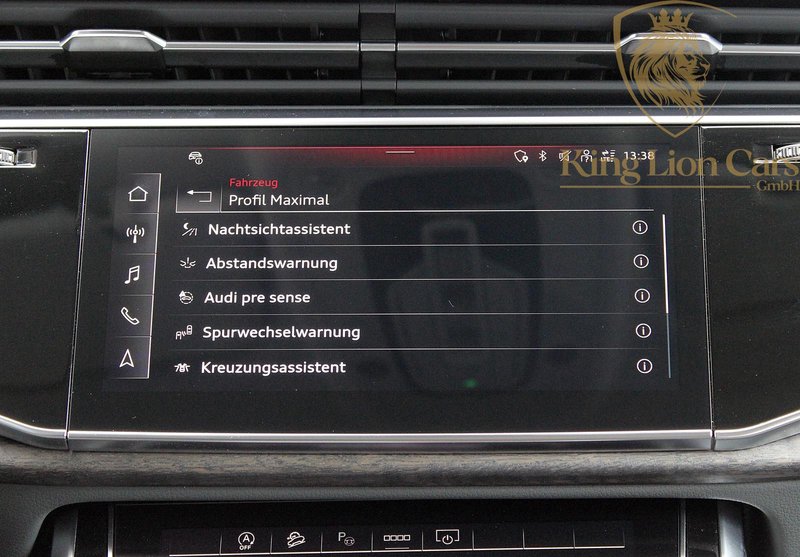 13:38
King Lion Cars
GmbH
Fahrzeug
Profil Maximal
Nachtsichtassistent
Abstandswarnung
Audi pre sense
Spurwechselwarnung
Kreuzungsassistent
OFF
P